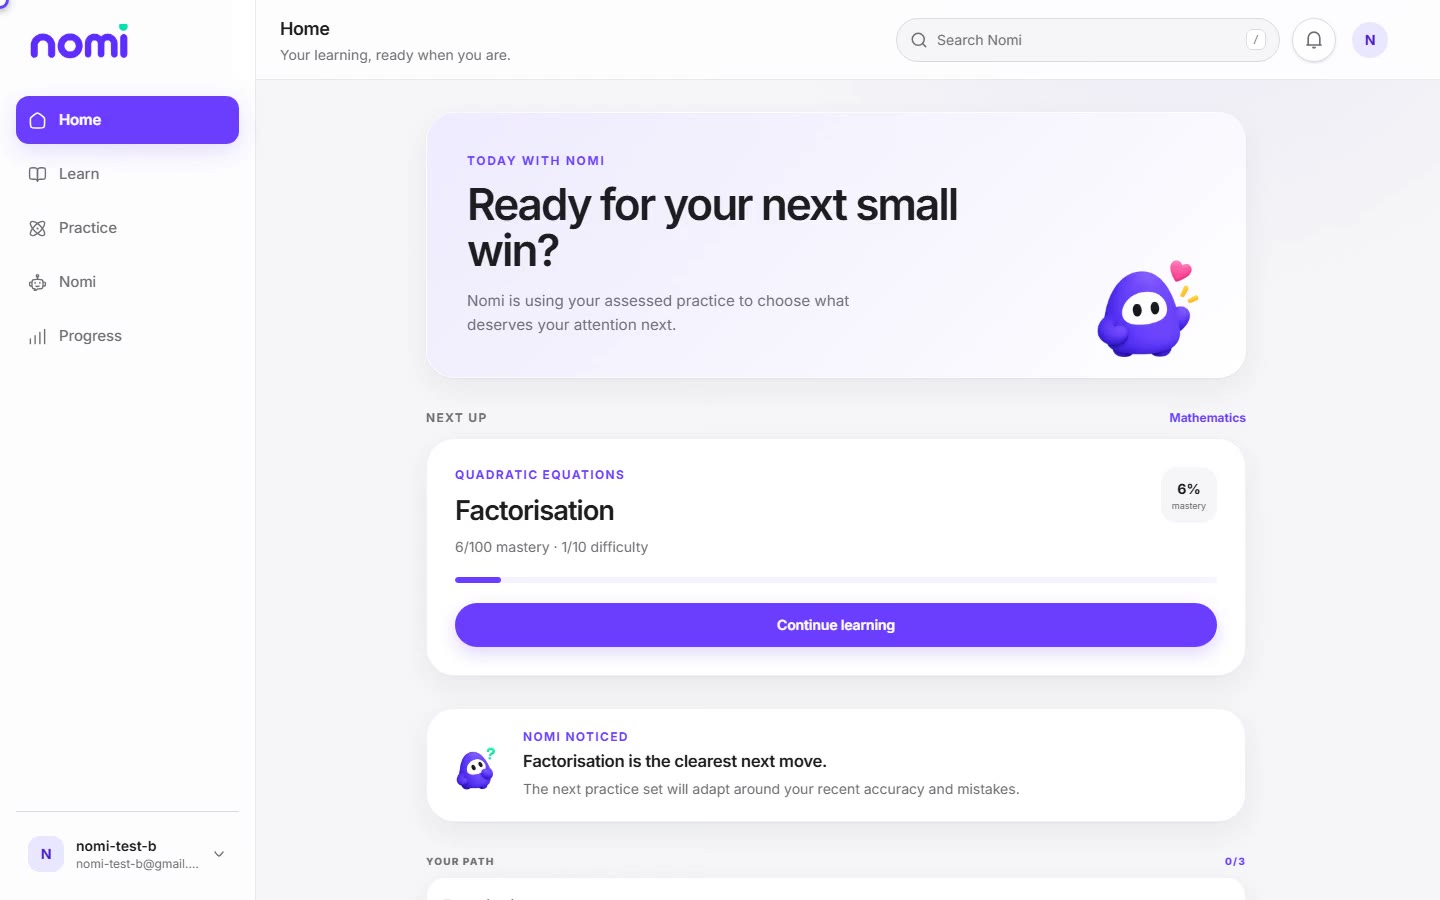 nomi
Home
Learn
Practice
Nomi
Progress
N
nomi-test-b
nomi-test-b@gmail....
Home
Your learning, ready when you are.
Search Nomi
/
N
TODAY WITH NOMI
Ready for your next small
win?
Nomi is using your assessed practice to choose what
deserves your attention next.
NEXT UP
Mathematics
QUADRATIC EQUATIONS
Factorisation
6/100 mastery · 1/10 difficulty
6%
mastery
Continue learning
?
NOMI NOTICED
Factorisation is the clearest next move.
The next practice set will adapt around your recent accuracy and mistakes.
YOUR PATH
0/3